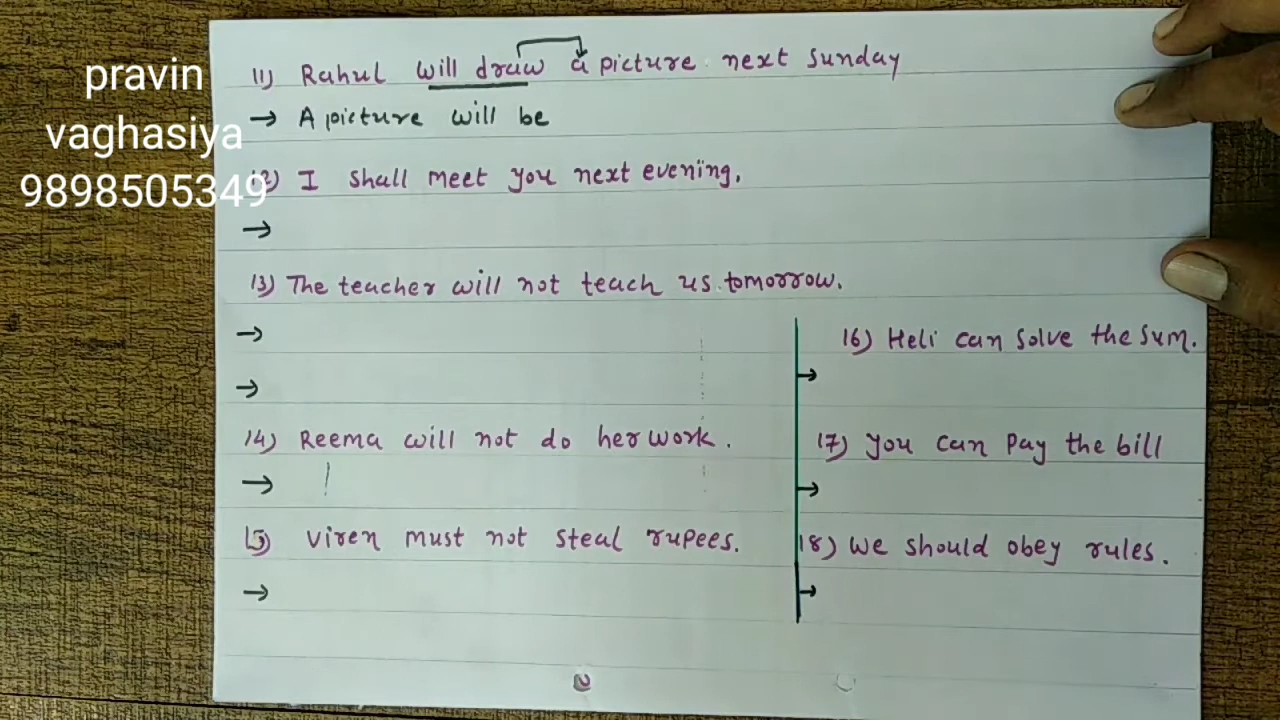 pravin
vaghasiya
9898505349
11) Rahul will draw a picture next Sunday
→ A picture will be
12) I shall meet you next evening.
→
13) The teacher will not teach us tomorrow.
→
→
14) Reema will not do her work.
→
15) Viren must not steal rupees.
→
16) Heli can solve the sum.
→
17) you can pay the bill
→
18) we should obey rules.
→